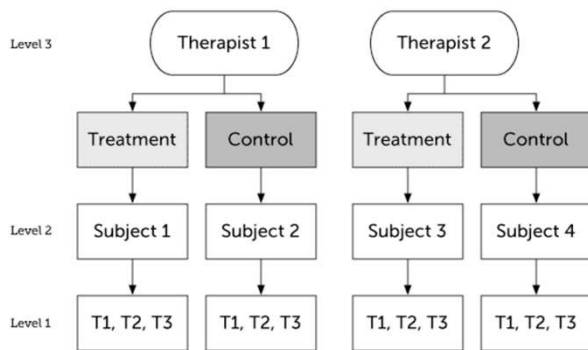 Level 3
Therapist 1
Therapist 2
Treatment
Control
Treatment
Control
Level 2
Subject 1
Subject 2
Subject 3
Subject 4
Level 1
T1, T2, T3
T1, T2, T3
T1, T2, T3
T1, T2, T3